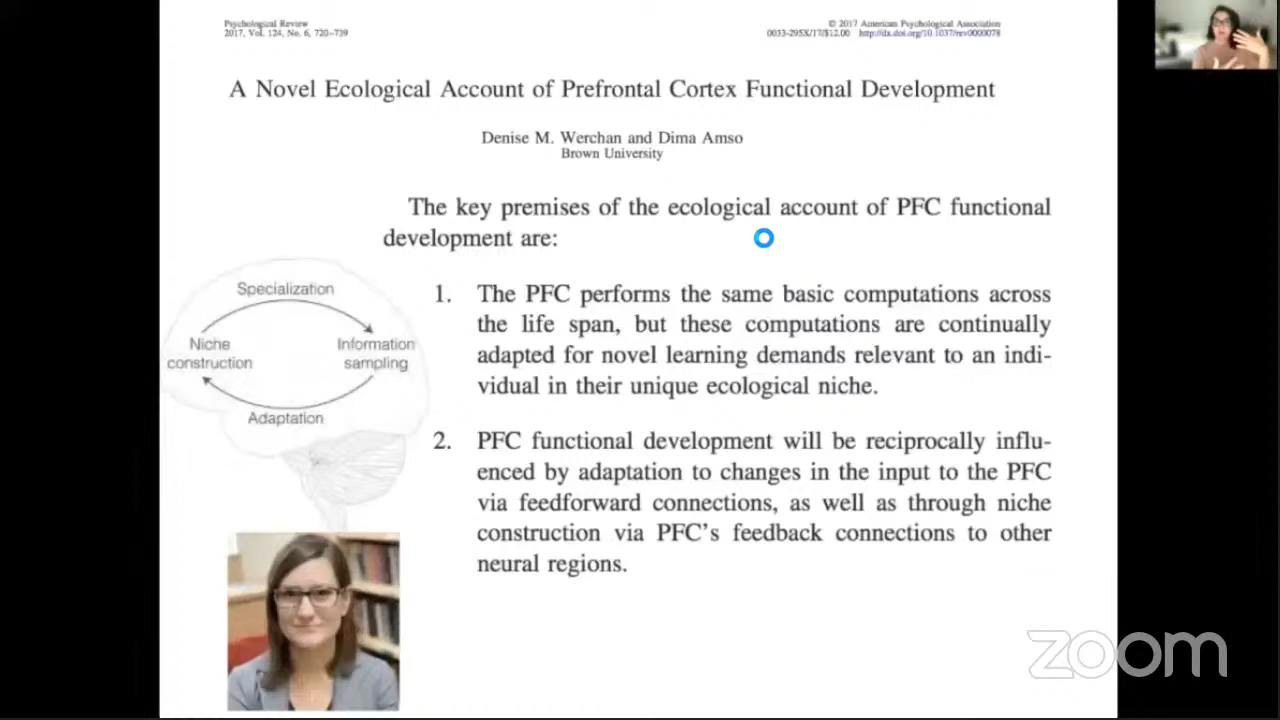 Psychological Review
2017, Vol. 124, No. 6, 720–739
© 2017 American Psychological Association
0033-295X/17/$12.00 http://dx.doi.org/10.1037/rev0000078
A Novel Ecological Account of Prefrontal Cortex Functional Development
Denise M. Werchan and Dima Amso
Brown University
The key premises of the ecological account of PFC functional
development are:
1. The PFC performs the same basic computations across
the life span, but these computations are continually
adapted for novel learning demands relevant to an indi-
vidual in their unique ecological niche.
2. PFC functional development will be reciprocally influ-
enced by adaptation to changes in the input to the PFC
via feedforward connections, as well as through niche
construction via PFC's feedback connections to other
neural regions.
Specialization
Niche
construction
Information
sampling
Adaptation
zoom